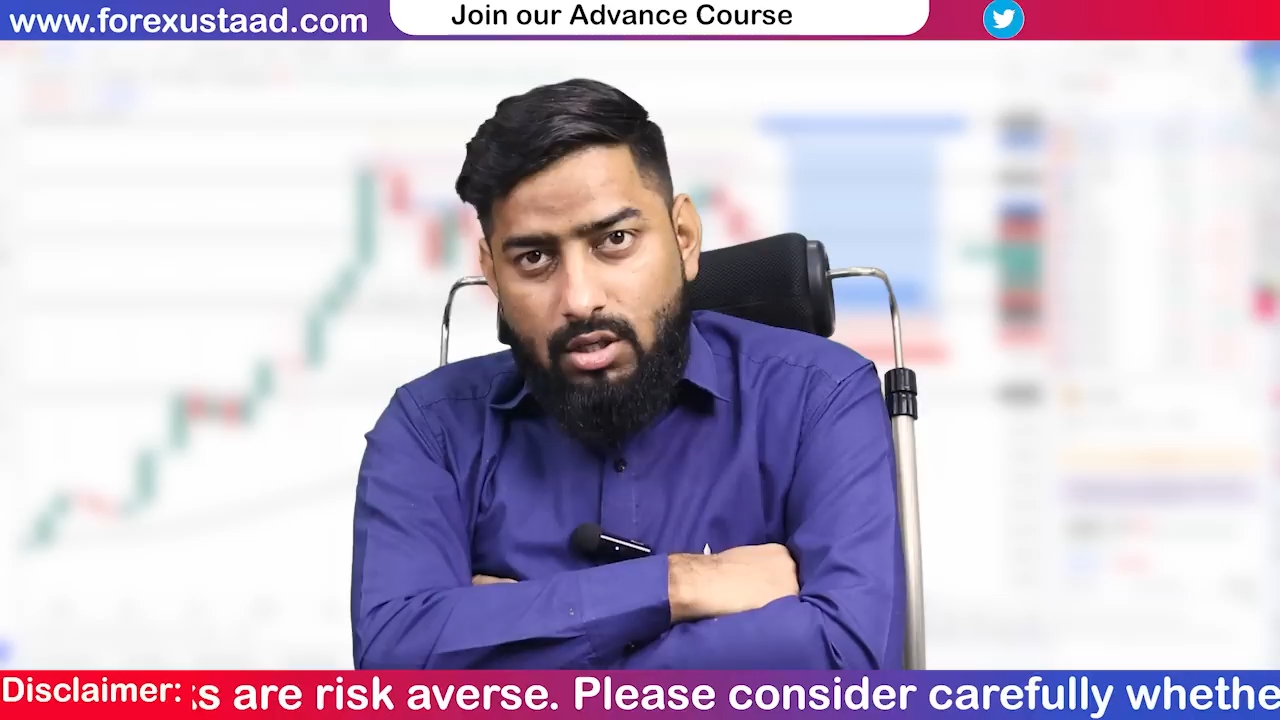 www.forexustaad.com
Join our Advance Course
Disclaimer: s are risk averse. Please consider carefully whethe